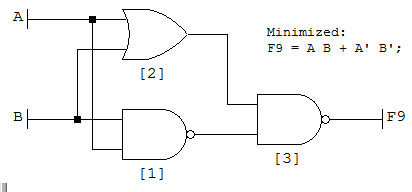 A
Minimized:
F9 = A B + A' B';
[2]
B
F9
[3]
[1]